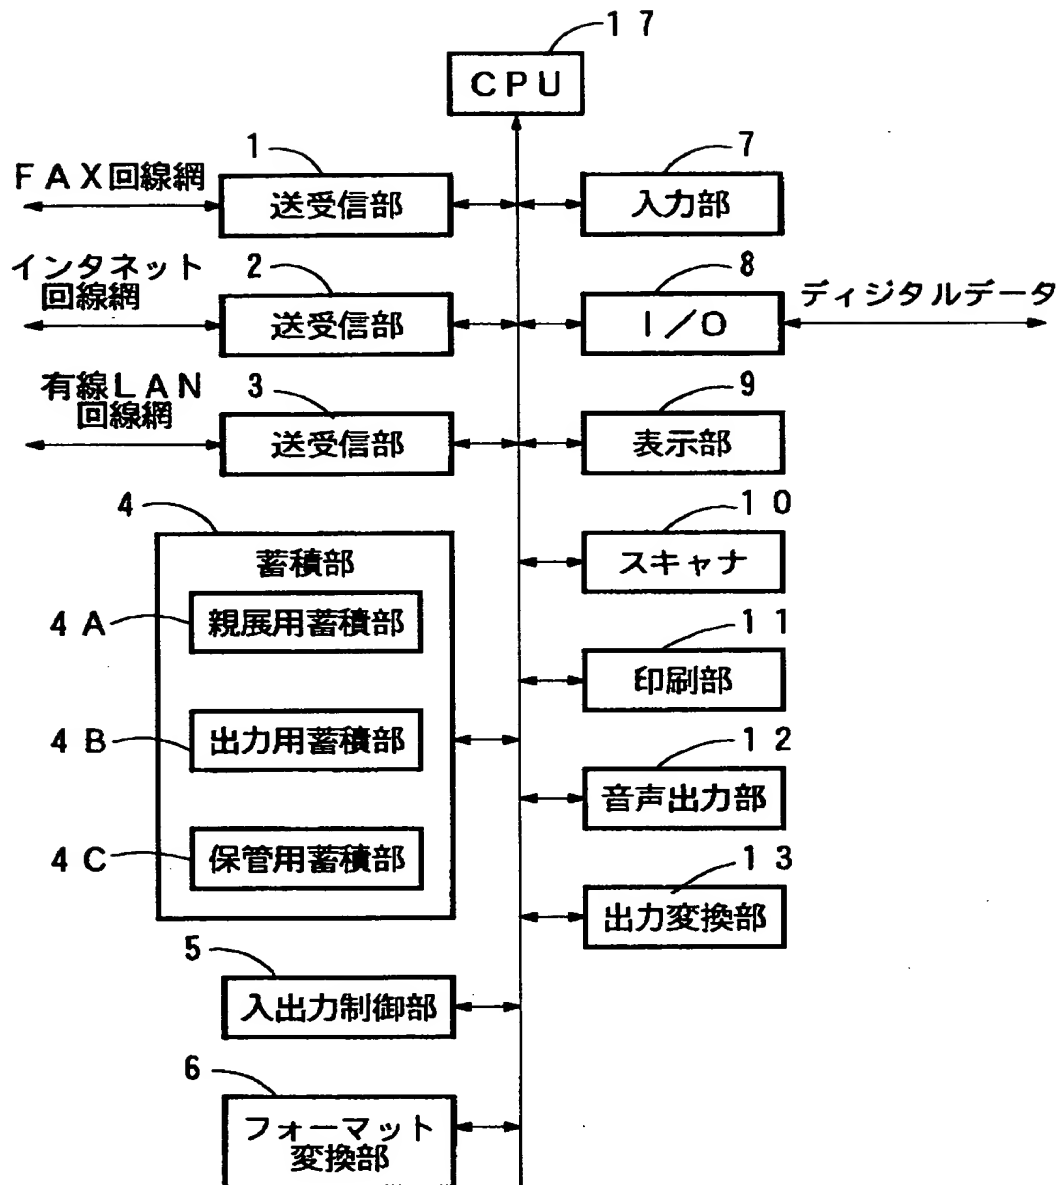 17
CPU
1
7
FAX回線網
送受信部
入力部
インタネット
回線網
2
8
ディジタルデータ
送受信部
I/O
有線LAN
回線網
3
9
送受信部
表示部
4
10
蓄積部
スキャナ
4A
親展用蓄積部
11
印刷部
4B
出力用蓄積部
12
音声出力部
4C
保管用蓄積部
13
出力変換部
5
入出力制御部
6
フォーマット
変換部